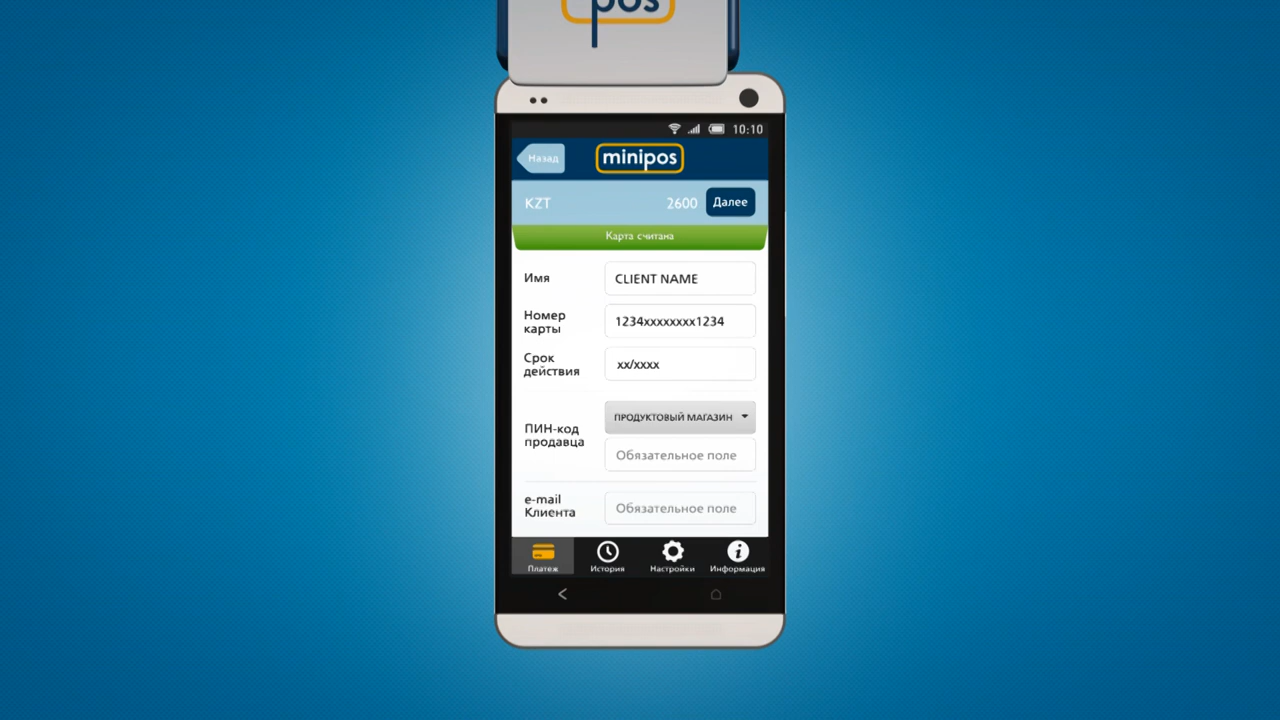 pos
10:10
Назад
minipos
KZT
2600
Далее
Карта считана
Имя
CLIENT NAME
Номер
карты
1234xxxxxxxx1234
Срок
действия
xx/xxxx
ПИН-код
продавца
ПРОДУКТОВЫЙ МАГАЗИН
Обязательное поле
e-mail
Клиента
Обязательное поле
Платеж
История
Настройки
Информация